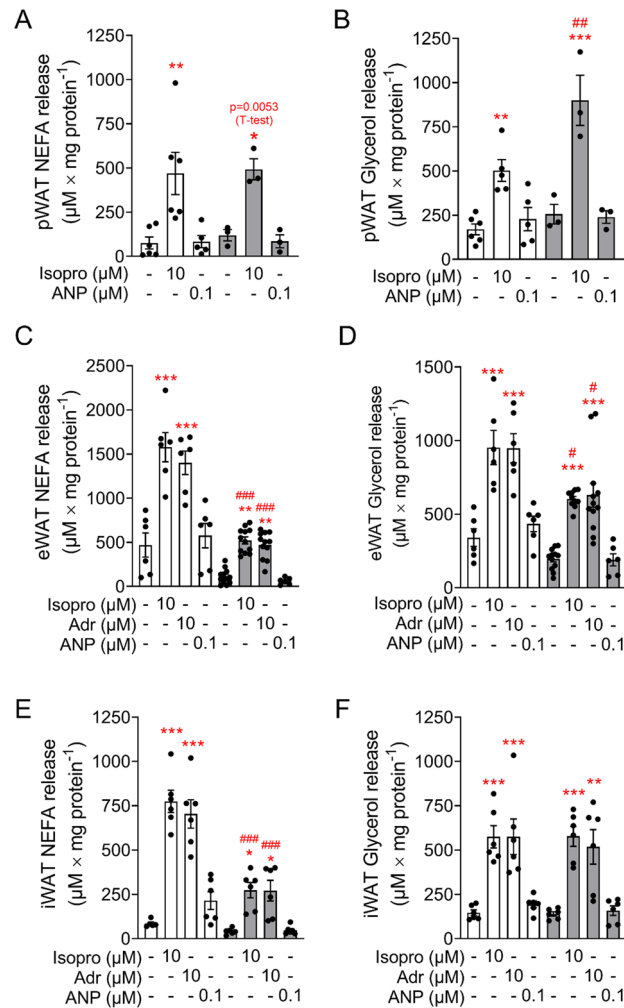 A
pWAT NEFA release
(µM × mg protein⁻¹)
1250
1000
750
500
250
0
**
p=0.0053
(T-test)
*
Isopro (µM) - 10 - - 10 -
ANP (µM) - - 0.1 - - 0.1
B
pWAT Glycerol release
(µM × mg protein⁻¹)
1250
1000
750
500
250
0
**
##
***
Isopro (µM) - 10 - - 10 -
ANP (µM) - - 0.1 - - 0.1
C
eWAT NEFA release
(µM × mg protein⁻¹)
2500
2000
1500
1000
500
0
***
***
### ###
** **
Isopro (µM) - 10 - - - 10 - -
Adr (µM) - - 10 - - - 10 -
ANP (µM) - - - 0.1 - - - 0.1
D
eWAT Glycerol release
(µM × mg protein⁻¹)
1500
1000
500
0
*** ***
#
***
#
***
Isopro (µM) - 10 - - - 10 - -
Adr (µM) - - 10 - - - 10 -
ANP (µM) - - - 0.1 - - - 0.1
E
iWAT NEFA release
(µM × mg protein⁻¹)
1250
1000
750
500
250
0
*** ***
### ###
* *
Isopro (µM) - 10 - - - 10 - -
Adr (µM) - - 10 - - - 10 -
ANP (µM) - - - 0.1 - - - 0.1
F
iWAT Glycerol release
(µM × mg protein⁻¹)
1250
1000
750
500
250
0
***
***
*** **
Isopro (µM) - 10 - - - 10 - -
Adr (µM) - - 10 - - - 10 -
ANP (µM) - - - 0.1 - - - 0.1